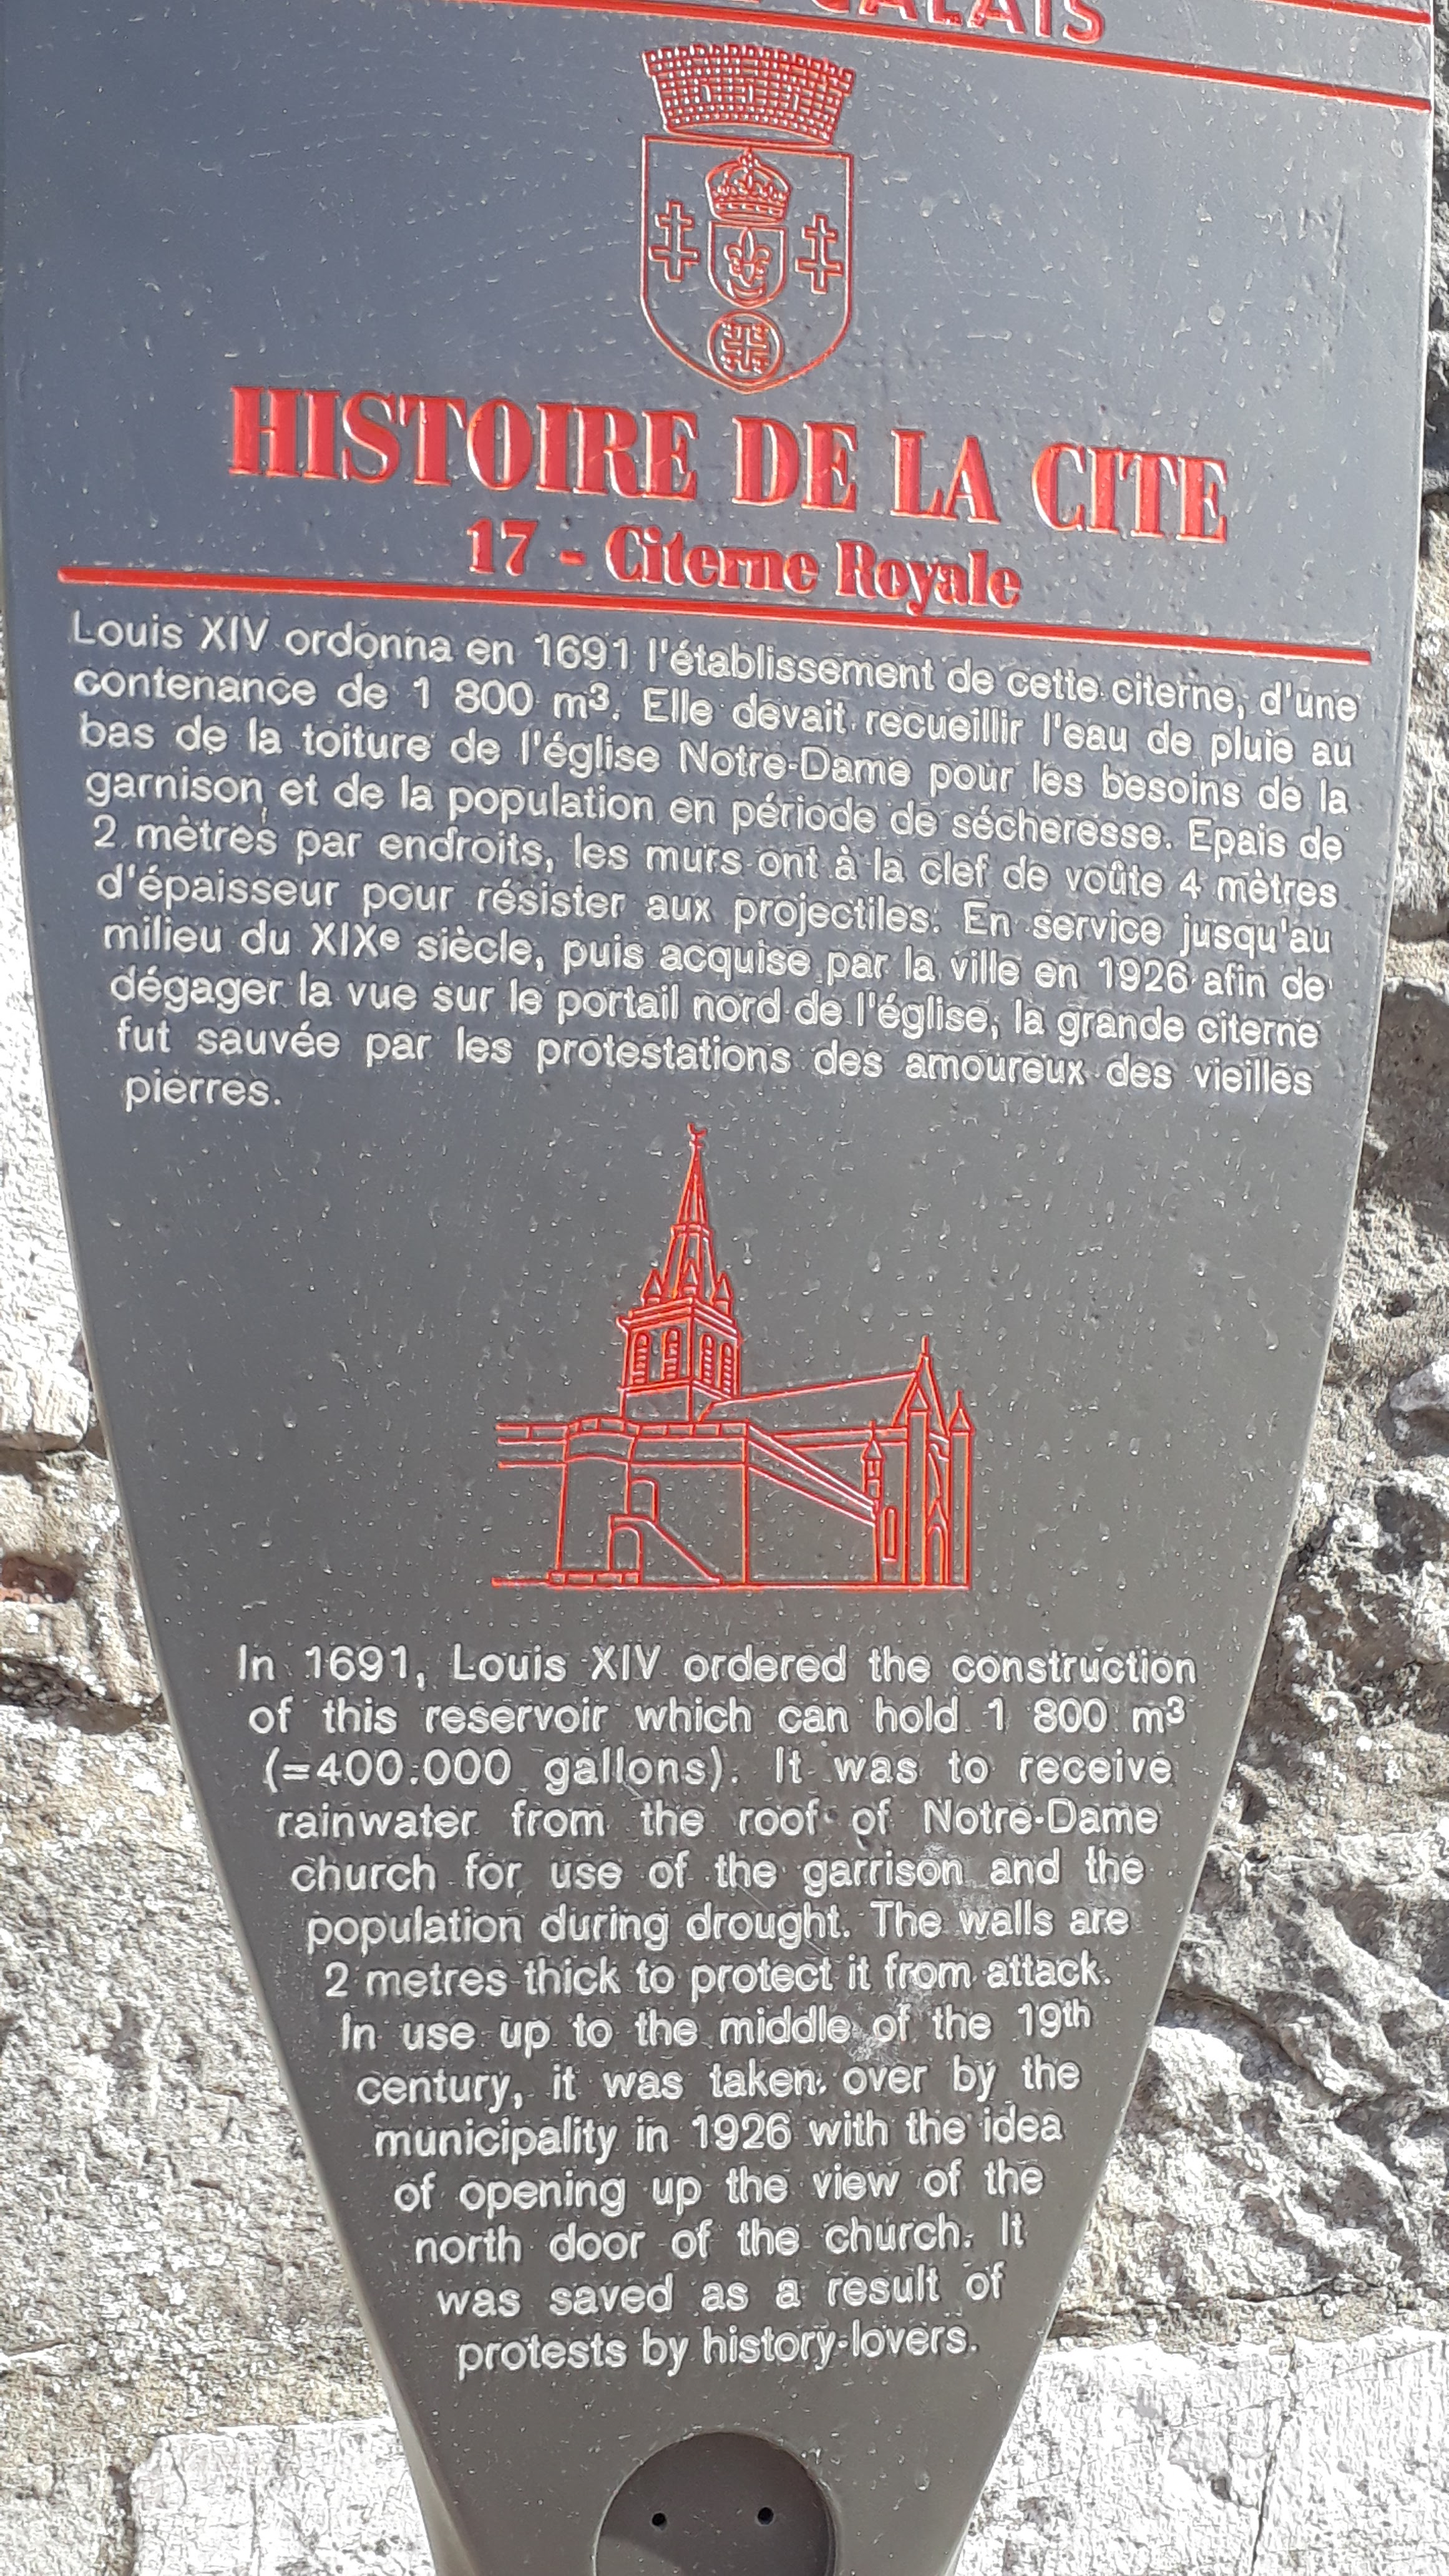 CALAIS
HISTOIRE DE LA CITE
17 - Citerne Royale
Louis XIV ordonna en 1691 l'établissement de cette citerne, d'une
contenance de 1 800 m³. Elle devait recueillir l'eau de pluie au
bas de la toiture de l'église Notre-Dame pour les besoins de la
garnison et de la population en période de sécheresse. Epais de
2 mètres par endroits, les murs ont à la clef de voûte 4 mètres
d'épaisseur pour résister aux projectiles. En service jusqu'au
milieu du XIXe siècle, puis acquise par la ville en 1926 afin de
dégager la vue sur le portail nord de l'église, la grande citerne
fut sauvée par les protestations des amoureux des vieilles
pierres.
In 1691, Louis XIV ordered the construction
of this reservoir which can hold 1 800 m³
(=400.000 gallons). It was to receive
rainwater from the roof of Notre-Dame
church for use of the garrison and the
population during drought. The walls are
2 metres thick to protect it from attack.
In use up to the middle of the 19th
century, it was taken over by the
municipality in 1926 with the idea
of opening up the view of the
north door of the church. It
was saved as a result of
protests by history-lovers.